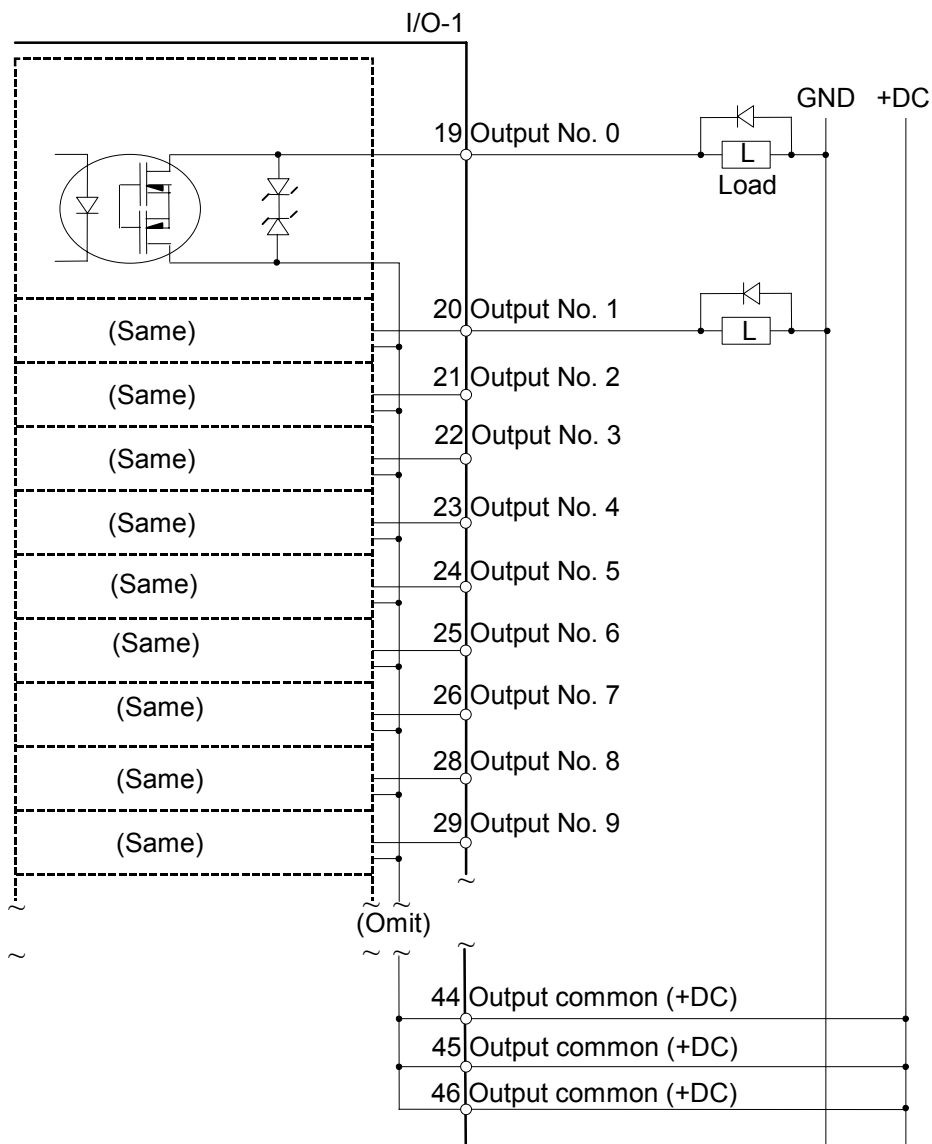 I/O-1
GND +DC
19 Output No. 0
L
Load
20 Output No. 1
(Same)
L
21 Output No. 2
(Same)
22 Output No. 3
(Same)
23 Output No. 4
(Same)
24 Output No. 5
(Same)
25 Output No. 6
(Same)
26 Output No. 7
(Same)
28 Output No. 8
(Same)
29 Output No. 9
(Same)
(Omit)
44 Output common (+DC)
45 Output common (+DC)
46 Output common (+DC)